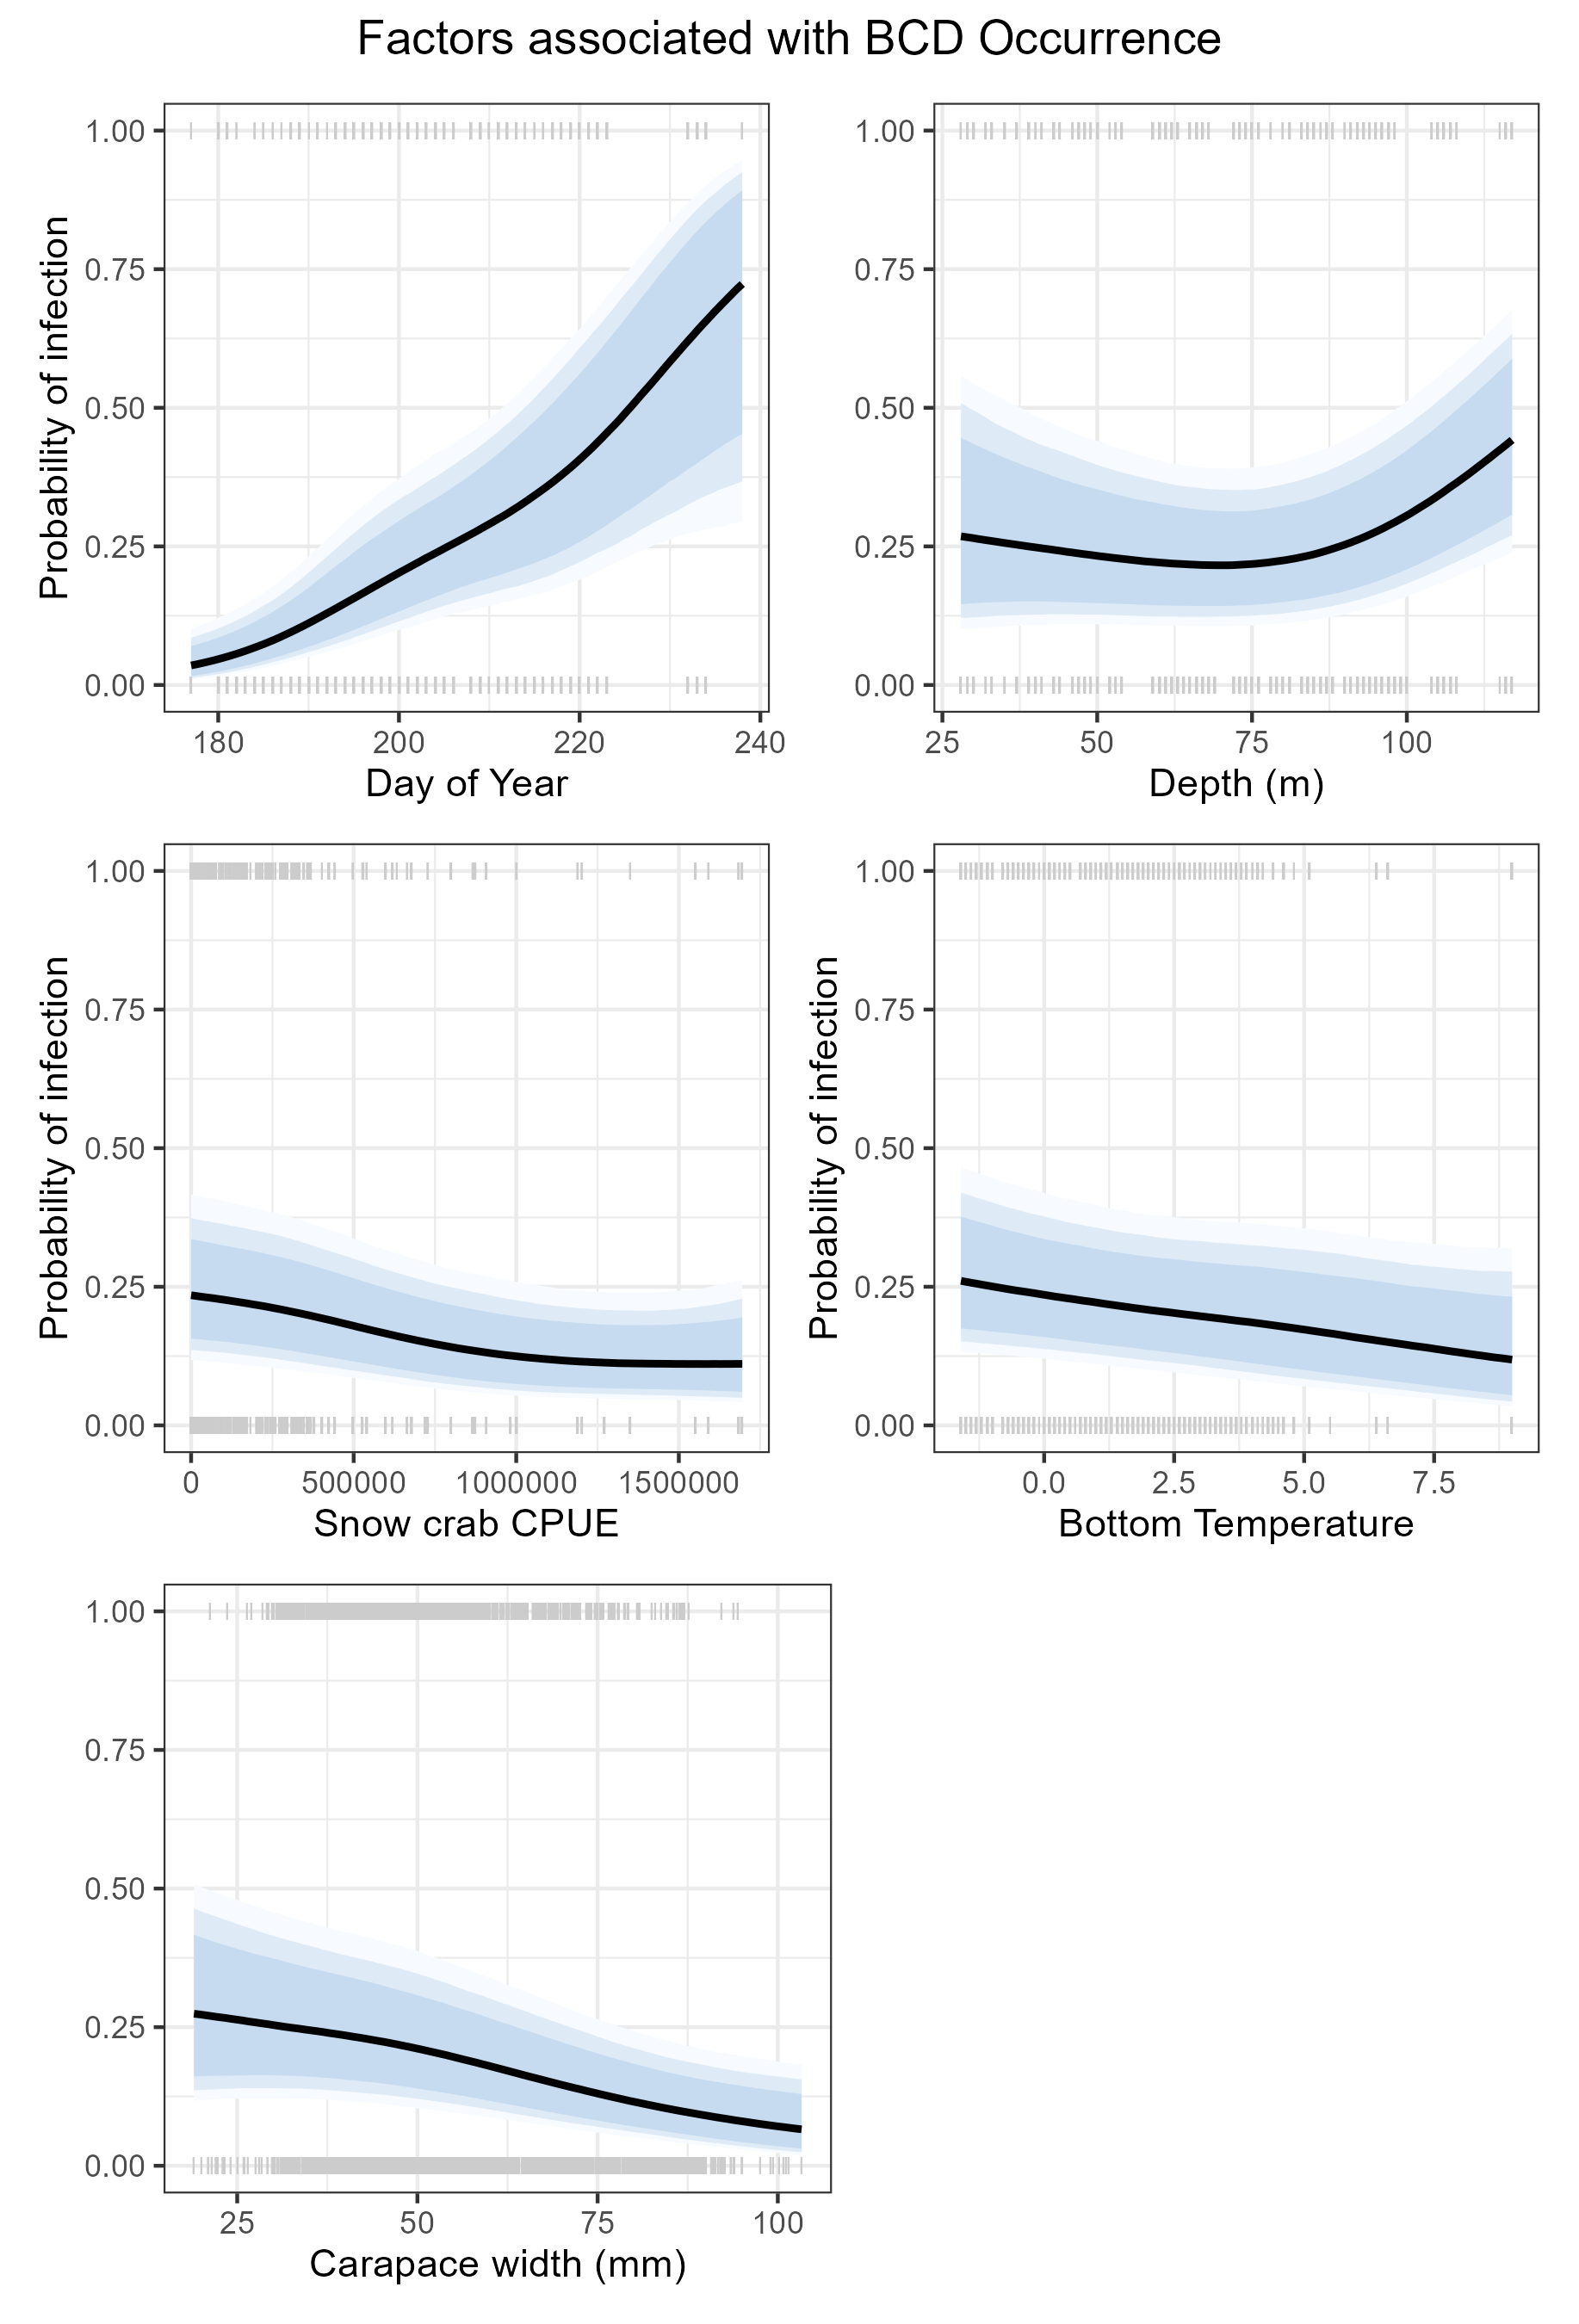 Factors associated with BCD Occurrence
Probability of infection
1.00
0.75
0.50
0.25
0.00
180 200 220 240
Day of Year
1.00
0.75
0.50
0.25
0.00
25 50 75 100
Depth (m)
Probability of infection
1.00
0.75
0.50
0.25
0.00
0 500000 1000000 1500000
Snow crab CPUE
Probability of infection
1.00
0.75
0.50
0.25
0.00
0.0 2.5 5.0 7.5
Bottom Temperature
1.00
0.75
0.50
0.25
0.00
25 50 75 100
Carapace width (mm)